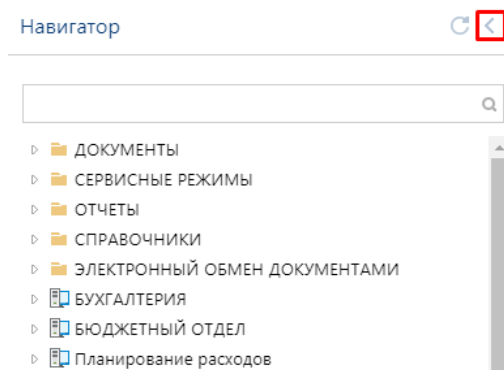 Навигатор
ДОКУМЕНТЫ
СЕРВИСНЫЕ РЕЖИМЫ
ОТЧЕТЫ
СПРАВОЧНИКИ
ЭЛЕКТРОННЫЙ ОБМЕН ДОКУМЕНТАМИ
БУХГАЛТЕРИЯ
БЮДЖЕТНЫЙ ОТДЕЛ
Планирование расходов